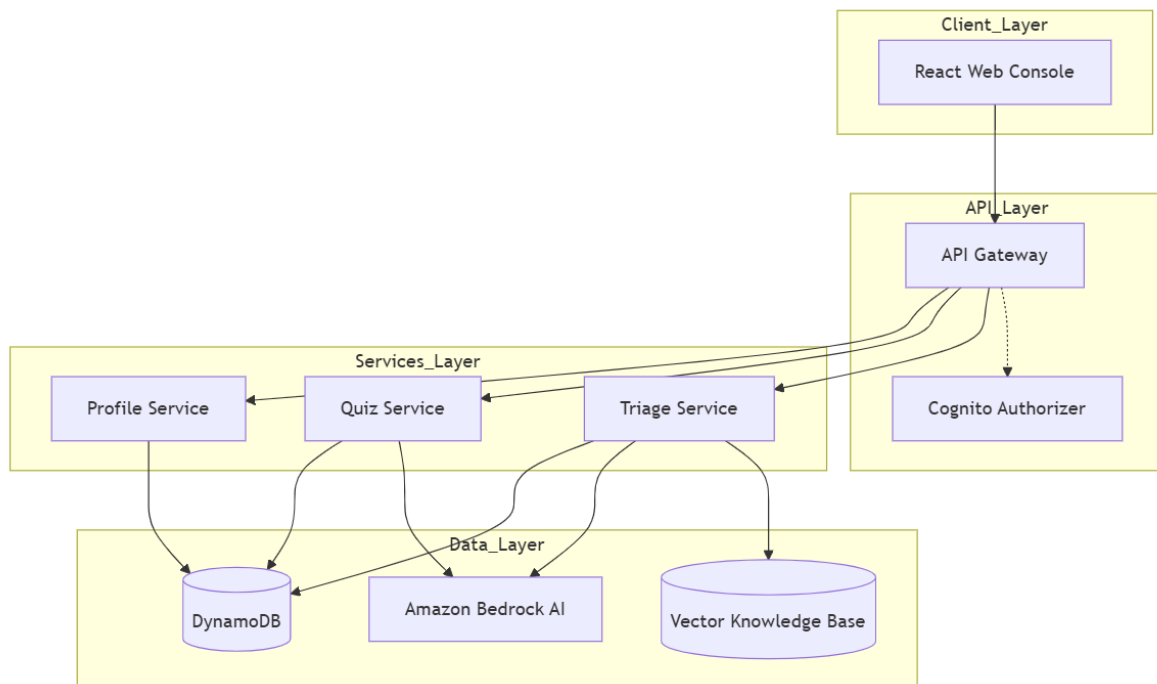 Client_Layer
React Web Console
API_Layer
API Gateway
Services_Layer
Profile Service
Quiz Service
Triage Service
Cognito Authorizer
Data_Layer
DynamoDB
Amazon Bedrock AI
Vector Knowledge Base